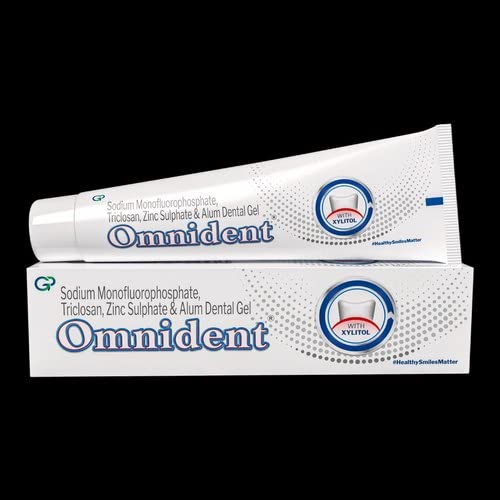 GP
Sodium Monofluorophosphate,
Triclosan, Zinc Sulphate & Alum Dental Gel
Omnident
WITH
XYLITOL
#HealthySmilesMatter
GP
Sodium Monofluorophosphate,
Triclosan, Zinc Sulphate & Alum Dental Gel
Omnident®
WITH
XYLITOL
#HealthySmilesMatter